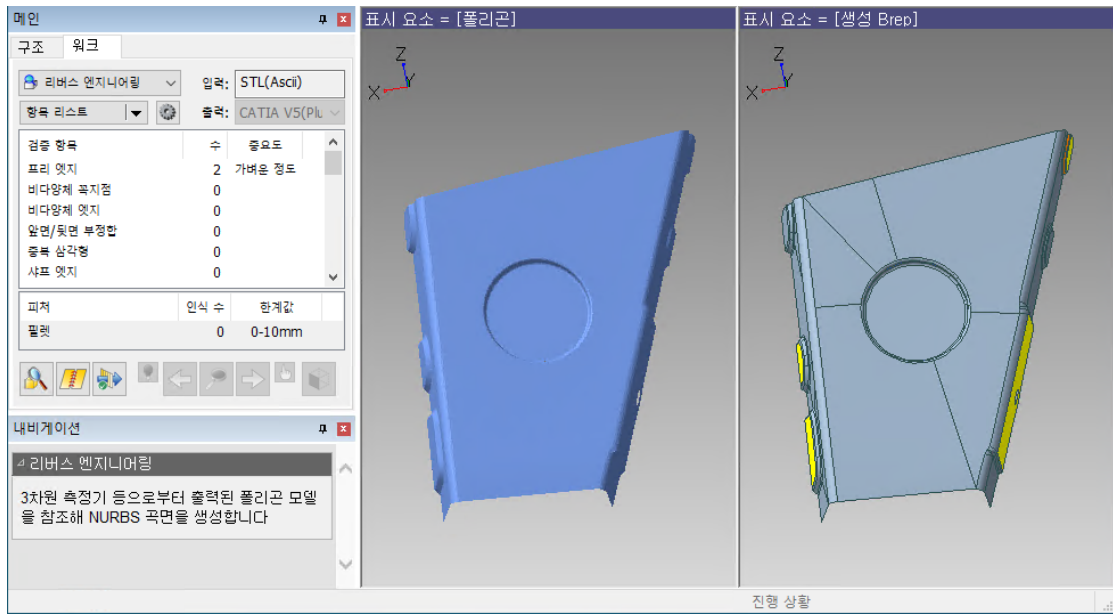 메인
구조 워크
리버스 엔지니어링 입력: STL(Ascii)
항목 리스트 출력: CATIA V5(Plu
검증 항목 수 중요도
프리 엣지 2 가벼운 정도
비다양체 꼭지점 0
비다양체 엣지 0
앞면/뒷면 부정합 0
중복 삼각형 0
샤프 엣지 0
피처 인식 수 한계값
필렛 0 0-10mm
내비게이션
리버스 엔지니어링
3차원 측정기 등으로부터 출력된 폴리곤 모델
을 참조해 NURBS 곡면을 생성합니다
표시 요소 = [폴리곤]
Z
X
Y
표시 요소 = [생성 Brep]
Z
X
Y
진행 상황